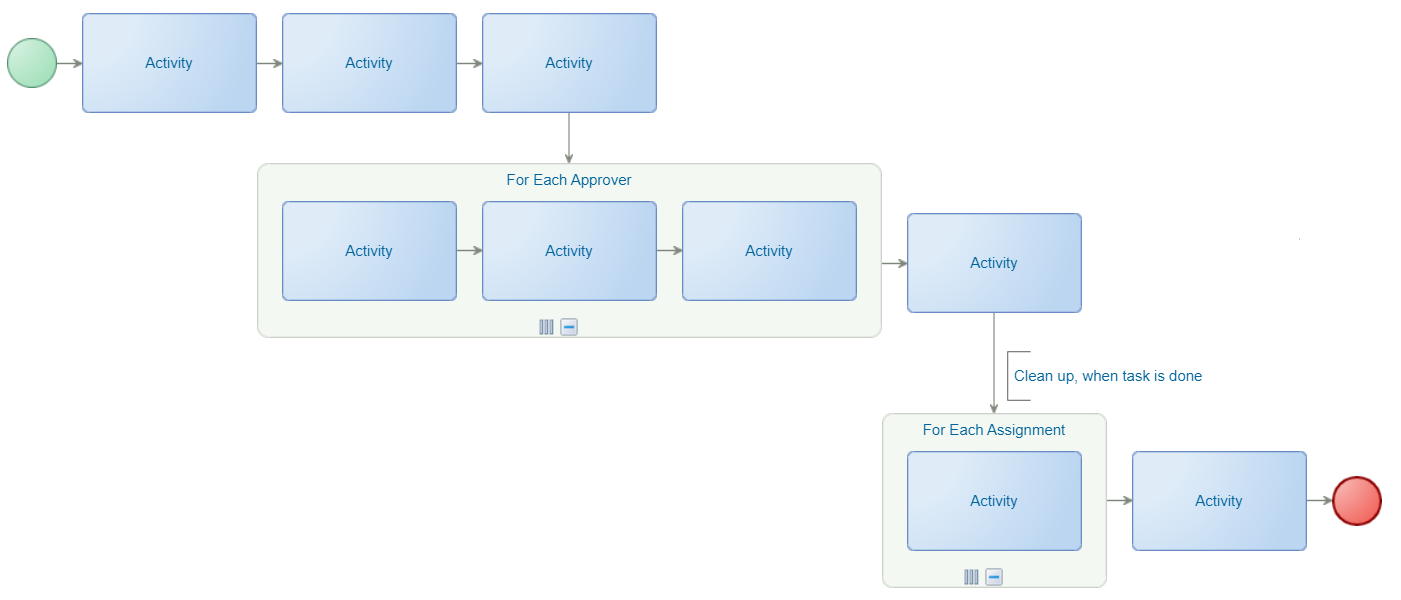 Activity
Activity
Activity
For Each Approver
Activity
Activity
Activity
Activity
Clean up, when task is done
For Each Assignment
Activity
Activity